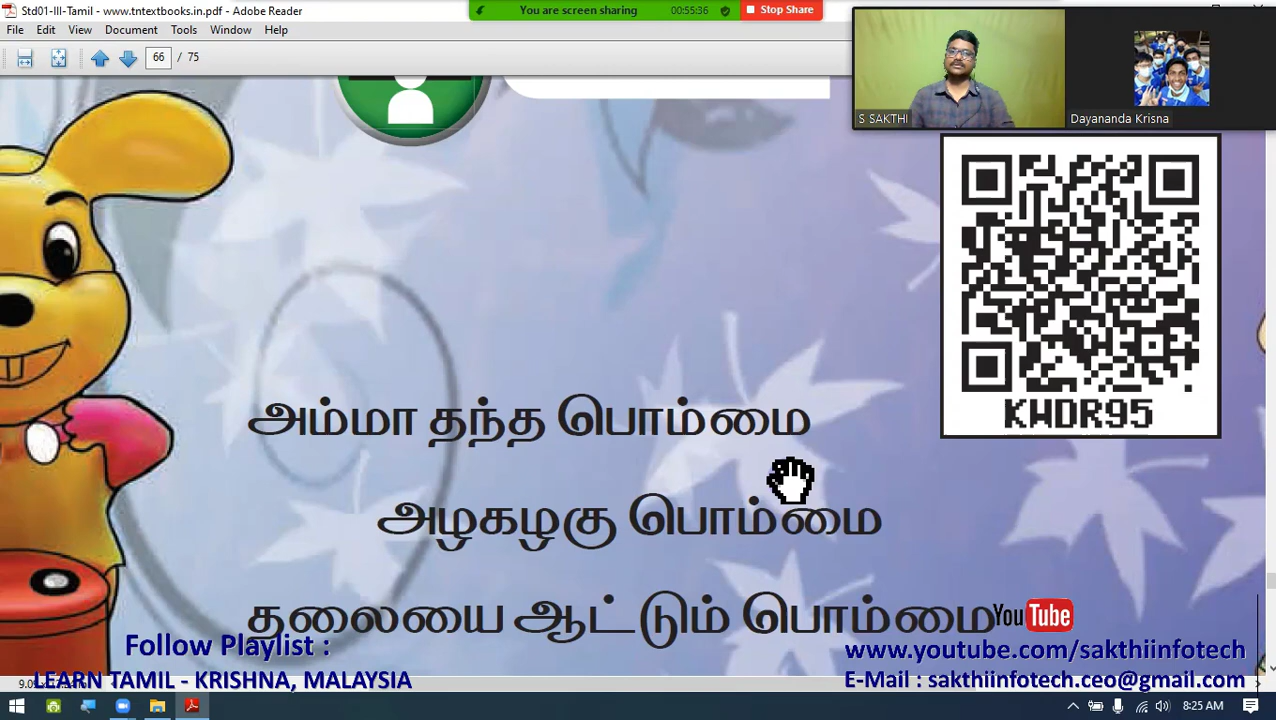 Std01-III-Tamil - www.tntextbooks.in.pdf - Adobe Reader
You are screen sharing 00:55:36 Stop Share
File Edit View Document Tools Window Help
66 / 75
S SAKTHI
Dayananda Krisna
KWDR95
அம்மா தந்த பொம்மை
அழகழகு பொம்மை
தலையை ஆட்டும் பொம்மை
YouTube
Follow Playlist :
www.youtube.com/sakthiinfotech
LEARN TAMIL - KRISHNA, MALAYSIA
E-Mail : sakthiinfotech.ceo@gmail.com
8:25 AM